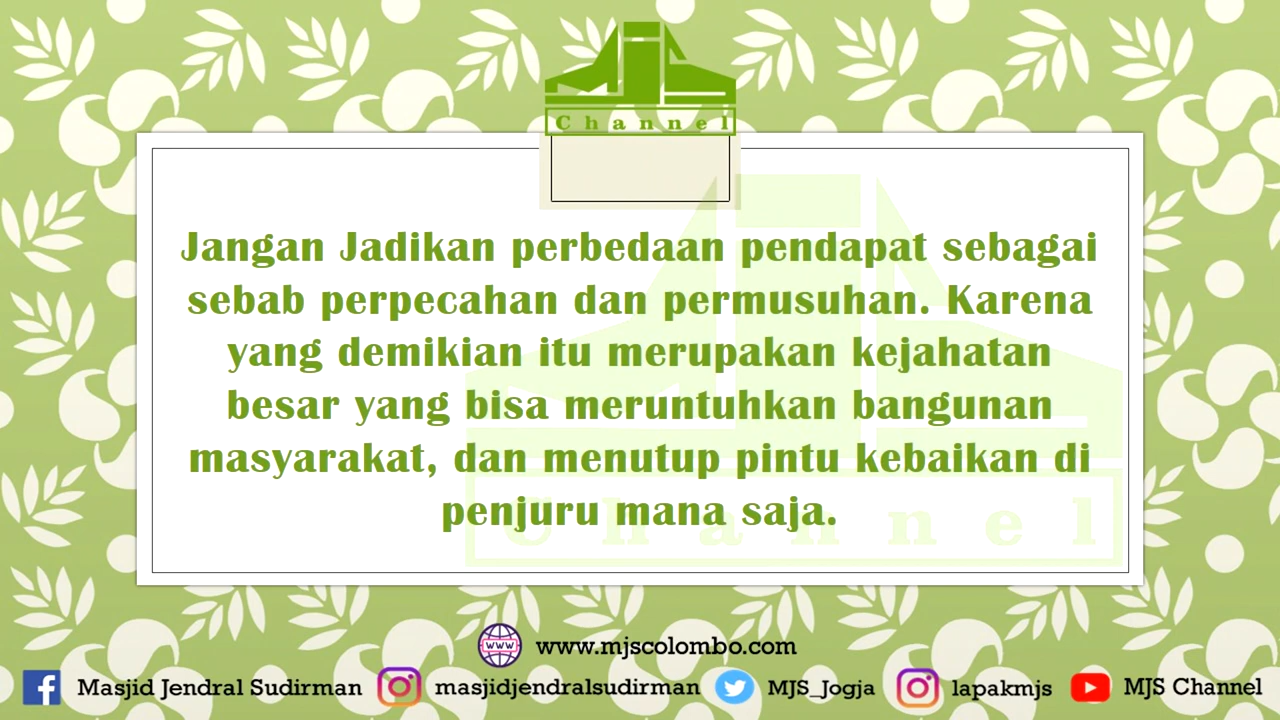 Channel
Jangan Jadikan perbedaan pendapat sebagai
sebab perpecahan dan permusuhan. Karena
yang demikian itu merupakan kejahatan
besar yang bisa meruntuhkan bangunan
masyarakat, dan menutup pintu kebaikan di
penjuru mana saja.
Channel
www www.mjscolombo.com
Masjid Jendral Sudirman masjidjendralsudirman MJS_Jogja lapakmjs MJS Channel